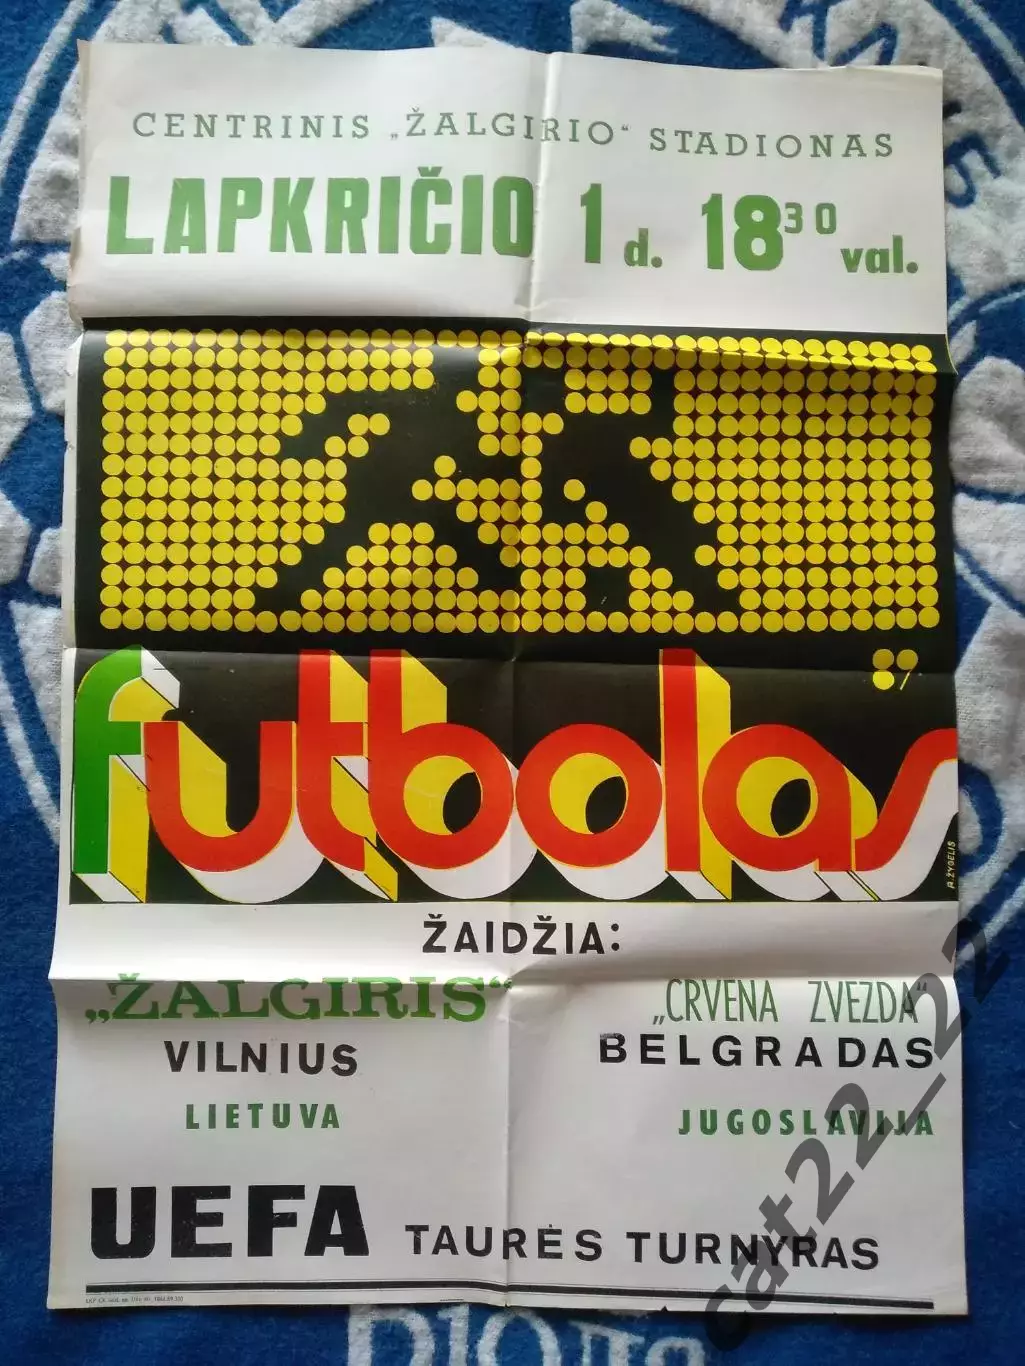 CENTRINIS „ŽALGIRIO“ STADIONAS
LAPKRIČIO 1 d. 18³⁰ val.
89
futbolas
A. ŽYGELIS
ŽAIDŽIA:
„ŽALGIRIS“
VILNIUS
LIETUVA
„CRVENA ZVEZDA“
BELGRADAS
JUGOSLAVIJA
UEFA TAURĖS TURNYRAS
cat22_22